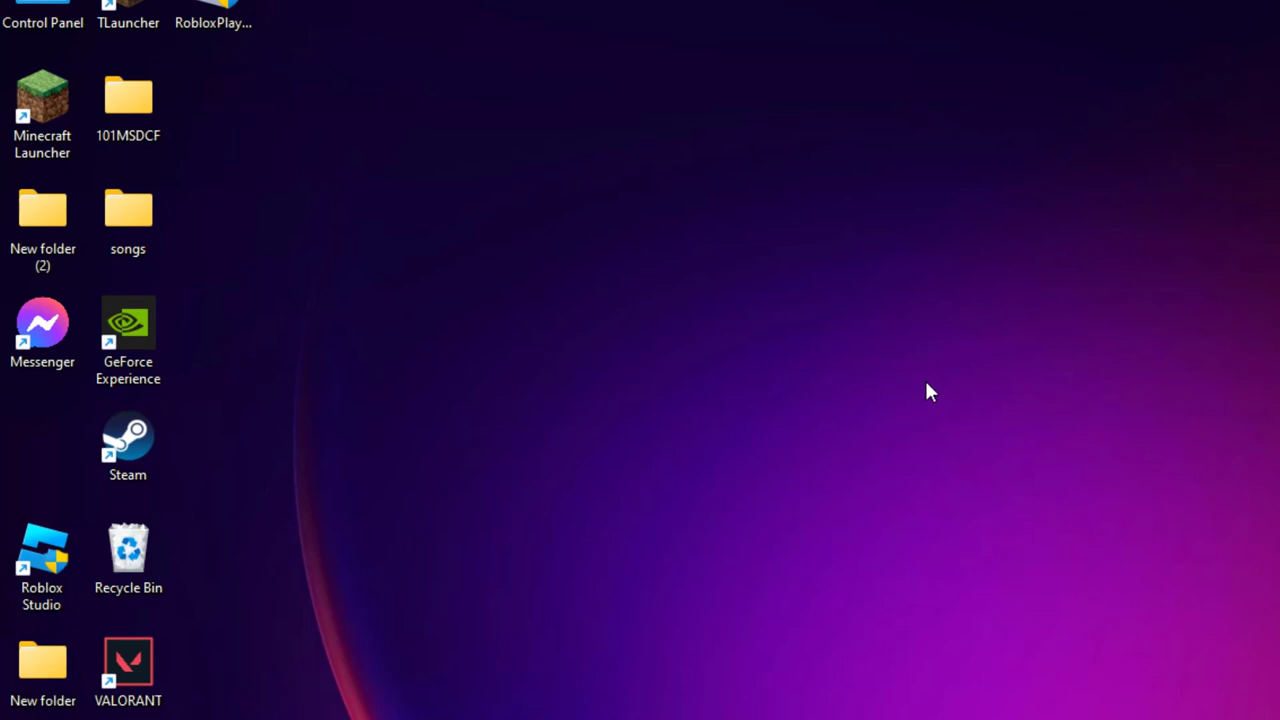 Control Panel
TLauncher
RobloxPlay...
Minecraft
Launcher
101MSDCF
New folder
(2)
songs
Messenger
GeForce
Experience
Steam
Roblox
Studio
Recycle Bin
New folder
VALORANT